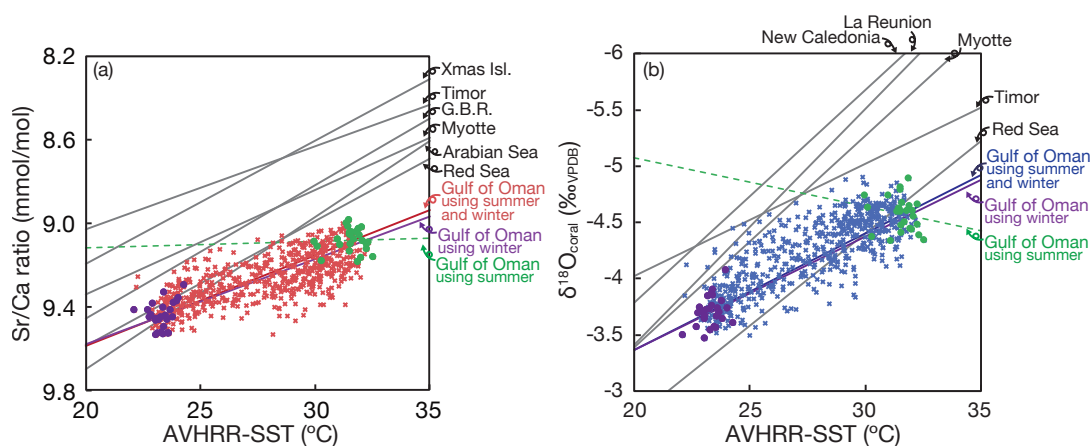 (a)
Sr/Ca ratio (mmol/mol)
8.2
8.6
9.0
9.4
9.8
20
25
30
35
AVHRR-SST (ºC)
Xmas Isl.
Timor
G.B.R.
Myotte
Arabian Sea
Red Sea
Gulf of Oman
using summer
and winter
Gulf of Oman
using winter
Gulf of Oman
using summer
(b)
δ¹⁸Ocoral (‰VPDB)
-6
-5.5
-5
-4.5
-4
-3.5
-3
20
25
30
35
AVHRR-SST (ºC)
La Reunion
New Caledonia
Myotte
Timor
Red Sea
Gulf of Oman
using summer
and winter
Gulf of Oman
using winter
Gulf of Oman
using summer